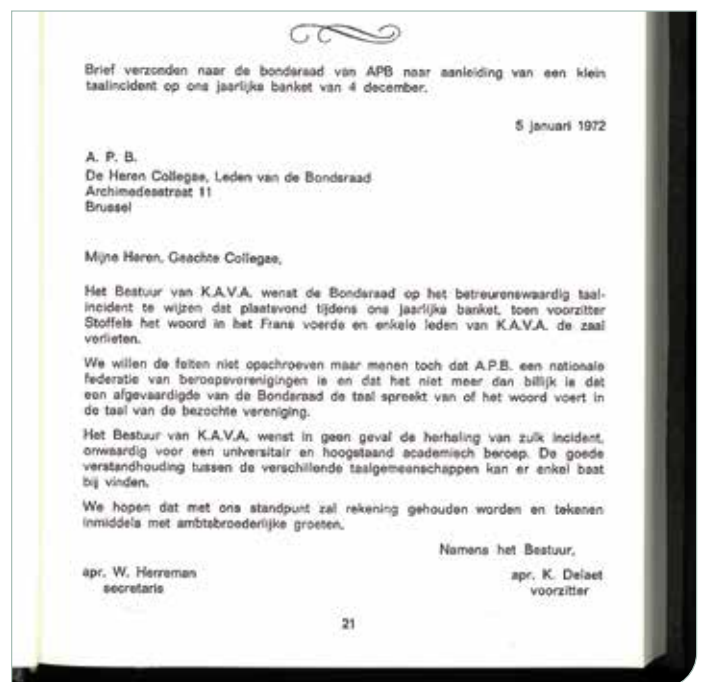 Brief verzonden naar de bondsraad van APB naar aanleiding van een klein
taalincident op ons jaarlijks banket van 4 december.
5 januari 1972
A. P. B.
De Heren Collegae, Leden van de Bondsraad
Archimedesstraat 11
Brussel
Mijne Heren, Geachte Collegae,
Het Bestuur van K.A.V.A. wenst de Bondsraad op het betreurenswaardig taal-
incident te wijzen dat plaatsvond tijdens ons jaarlijks banket, toen voorzitter
Stoffels het woord in het Frans voerde en enkele leden van K.A.V.A. de zaal
verlieten.
We willen de feiten niet opschroeven maar menen toch dat A.P.B. een nationale
federatie van beroepsverenigingen is en dat het niet meer dan billijk is dat
een afgevaardigde van de Bondsraad de taal spreekt van of het woord voert in
de taal van de bezochte vereniging.
Het Bestuur van K.A.V.A. wenst in geen geval de herhaling van zulk incident,
onwaardig voor een universitair en hoogstaand academisch beroep. De goede
verstandhouding tussen de verschillende taalgemeenschappen kan er enkel baat
bij vinden.
We hopen dat met ons standpunt zal rekening gehouden worden en tekenen
inmiddels met ambtsbroederlijke groeten.
Namens het Bestuur,
apr. W. Herreman
secretaris
apr. K. Delaet
voorzitter
21